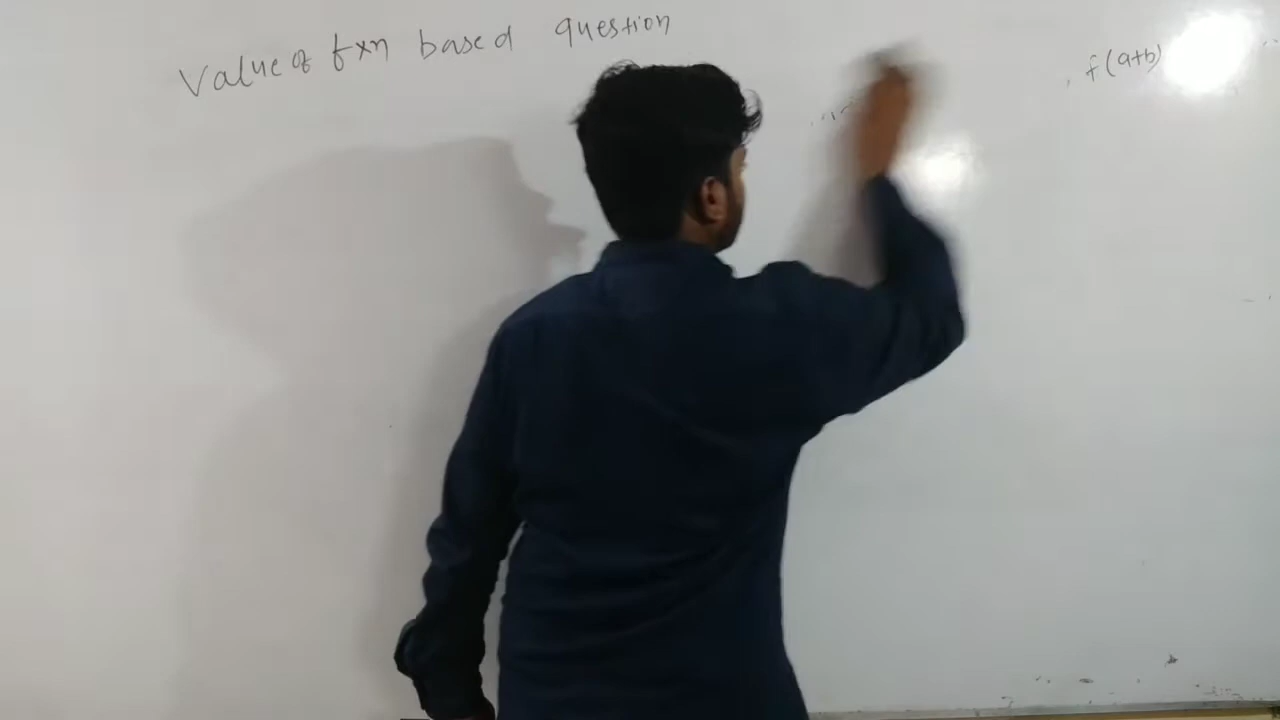 Value of fxn based question
f(a+b)